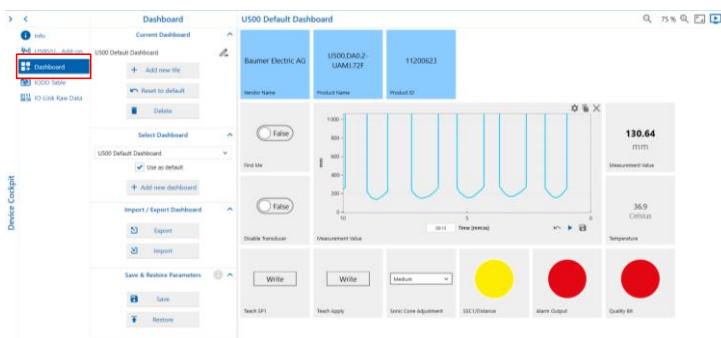 Dashboard
U500 Default Dashboard
75 %
Info
Current Dashboard
U500/U... Add-on
U500 Default Dashboard
Dashboard
Add new tile
IODD Table
Reset to default
IO-Link Raw Data
Delete
Select Dashboard
U500 Default Dashboard
Use as default
Add new dashboard
Import / Export Dashboard
Export
Import
Save & Restore Parameters
Save
Restore
Device Cockpit
Baumer Electric AG
Vendor Name
U500.DA0.2-
UAMJ.72F
Product Name
11200623
Product ID
False
Find Me
1000
800
600
400
200
0
mm
10
5
0
00:10
Time [mm:ss]
Measurement Value
130.64
mm
Measurement Value
False
Disable Transducer
36.9
Celsius
Temperature
Write
Teach SP1
Write
Teach Apply
Medium
Sonic Cone Adjustment
SSC1/Distance
Alarm Output
Quality Bit